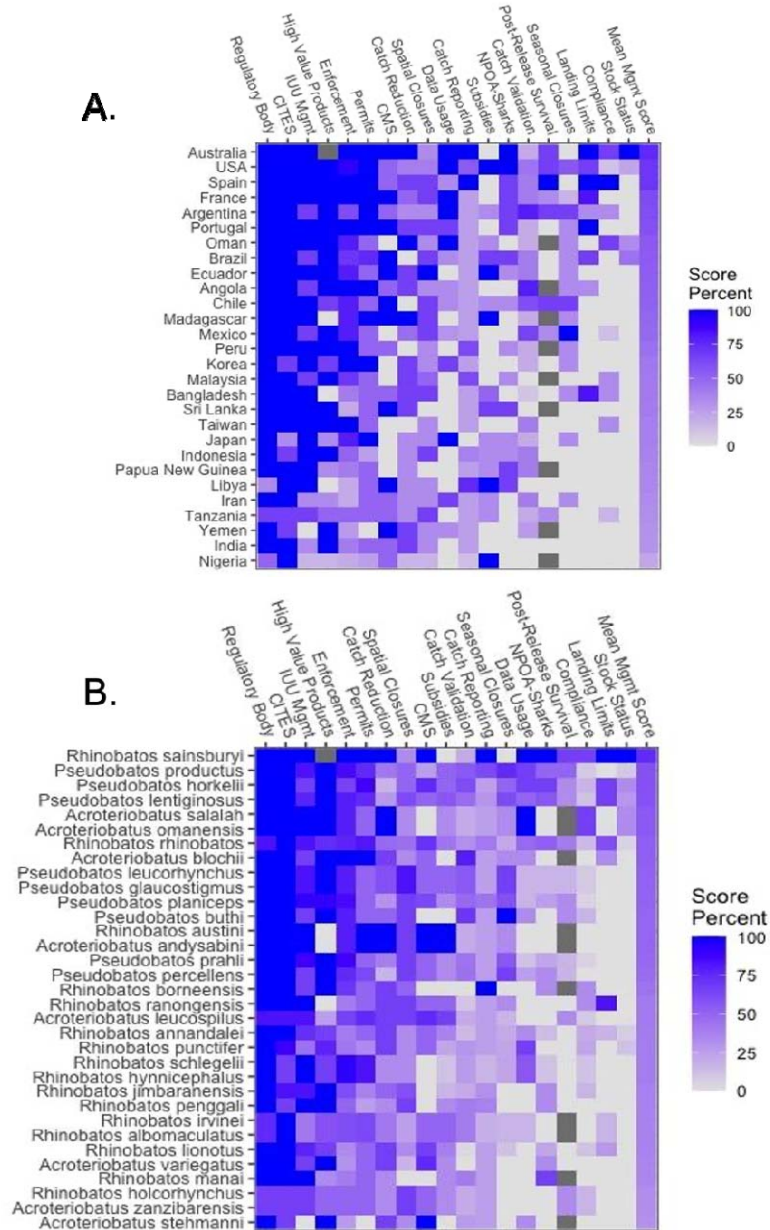 A.
Regulatory Body
CITES
IUU Mgmt
High Value Products
Enforcement
Permits
CMS
Catch Reduction
Spatial Closures
Data Usage
Catch Reporting
Subsidies
NPOA-Sharks
Catch Validation
Post-Release Survival
Seasonal Closures
Landing Limits
Compliance
Stock Status
Mean Mgmt Score
Australia
USA
Spain
France
Argentina
Portugal
Oman
Brazil
Ecuador
Angola
Chile
Madagascar
Mexico
Peru
Korea
Malaysia
Bangladesh
Sri Lanka
Taiwan
Japan
Indonesia
Papua New Guinea
Libya
Iran
Tanzania
Yemen
India
Nigeria
Score
Percent
100
75
50
25
0
B.
Regulatory Body
CITES
IUU Mgmt
High Value Products
Enforcement
Permits
Catch Reduction
Spatial Closures
CMS
Subsidies
Catch Validation
Catch Reporting
Seasonal Closures
Data Usage
NPOA-Sharks
Post-Release Survival
Compliance
Landing Limits
Stock Status
Mean Mgmt Score
Rhinobatos sainsburyi
Pseudobatos productus
Pseudobatos horkelii
Pseudobatos lentiginosus
Acroteriobatus salalah
Acroteriobatus omanensis
Rhinobatos rhinobatos
Acroteriobatus blochii
Pseudobatos leucorhynchus
Pseudobatos glaucostigmus
Pseudobatos planiceps
Pseudobatos buthi
Rhinobatos austini
Acroteriobatus andysabini
Pseudobatos prahli
Pseudobatos percellens
Rhinobatos borneensis
Rhinobatos ranongensis
Acroteriobatus leucospilus
Rhinobatos annandalei
Rhinobatos punctifer
Rhinobatos schlegelii
Rhinobatos hynnicephalus
Rhinobatos jimbaranensis
Rhinobatos penggali
Rhinobatos irvinei
Rhinobatos albomaculatus
Rhinobatos lionotus
Acroteriobatus variegatus
Rhinobatos manai
Rhinobatos holcorhynchus
Acroteriobatus zanzibarensis
Acroteriobatus stehmanni
Score
Percent
100
75
50
25
0